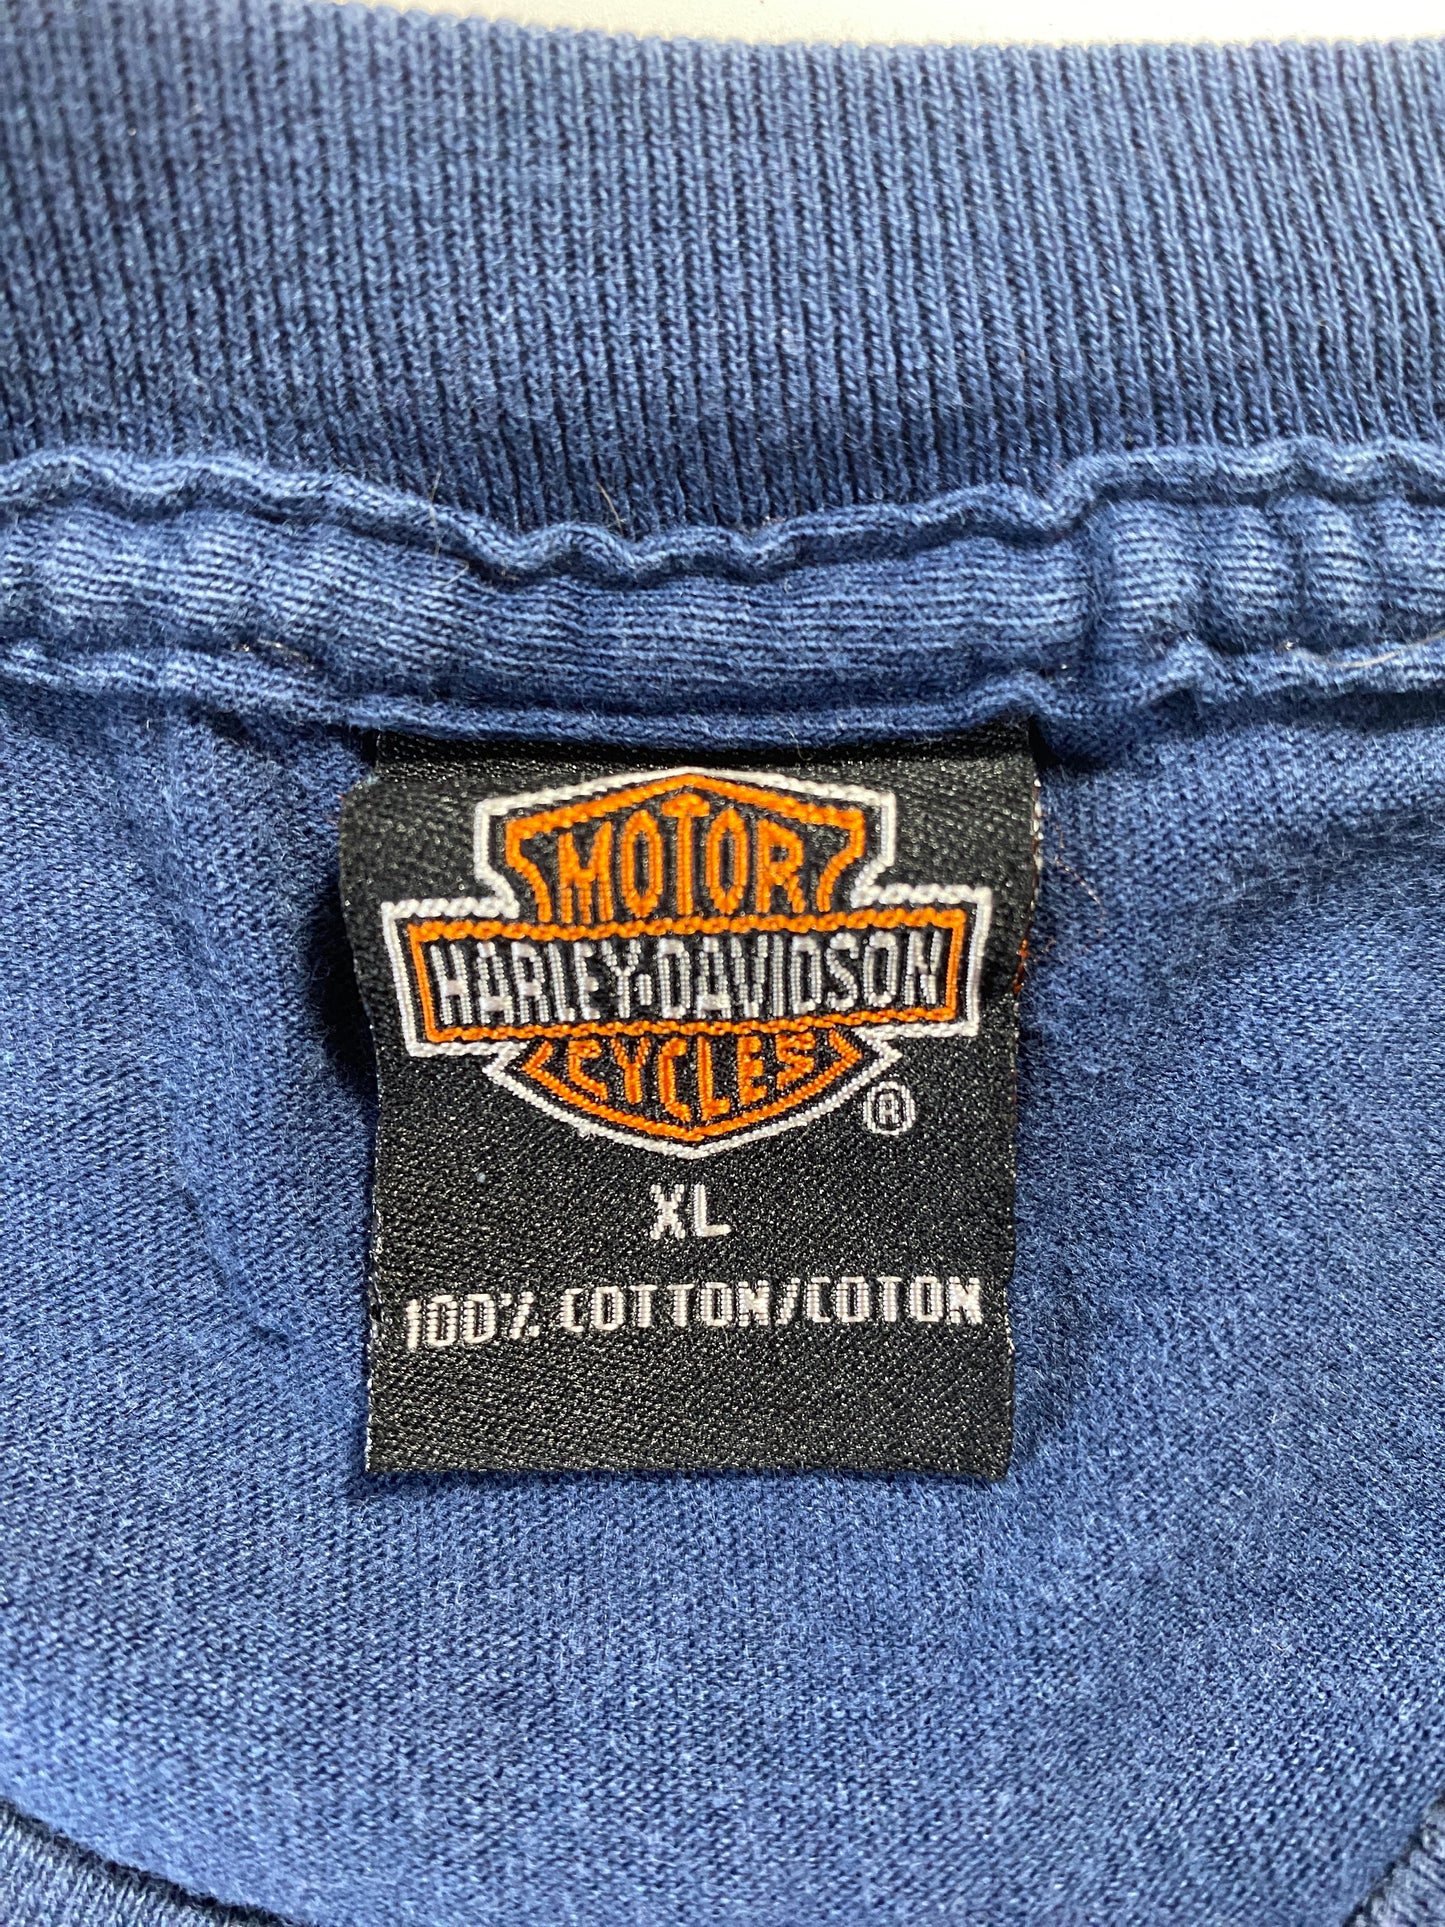 MOTOR
HARLEY-DAVIDSON
CYCLES
®
XL
100% COTTON/COTON